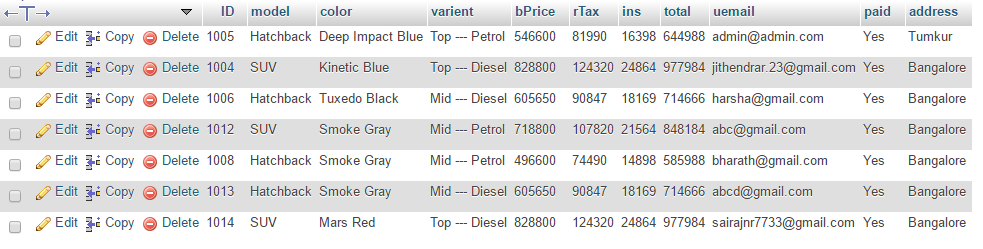 ID model color varient bPrice rTax ins total uemail paid address
Edit Copy Delete 1005 Hatchback Deep Impact Blue Top --- Petrol 546600 81990 16398 644988 admin@admin.com Yes Tumkur
Edit Copy Delete 1004 SUV Kinetic Blue Top --- Diesel 828800 124320 24864 977984 jithendrar.23@gmail.com Yes Bangalore
Edit Copy Delete 1006 Hatchback Tuxedo Black Mid --- Diesel 605650 90847 18169 714666 harsha@gmail.com Yes Bangalore
Edit Copy Delete 1012 SUV Smoke Gray Mid --- Petrol 718800 107820 21564 848184 abc@gmail.com Yes Bangalore
Edit Copy Delete 1008 Hatchback Smoke Gray Mid --- Petrol 496600 74490 14898 585988 bharath@gmail.com Yes Bangalore
Edit Copy Delete 1013 Hatchback Smoke Gray Mid --- Diesel 605650 90847 18169 714666 abcd@gmail.com Yes Bangalore
Edit Copy Delete 1014 SUV Mars Red Top --- Diesel 828800 124320 24864 977984 sairajnr7733@gmail.com Yes Bangalore